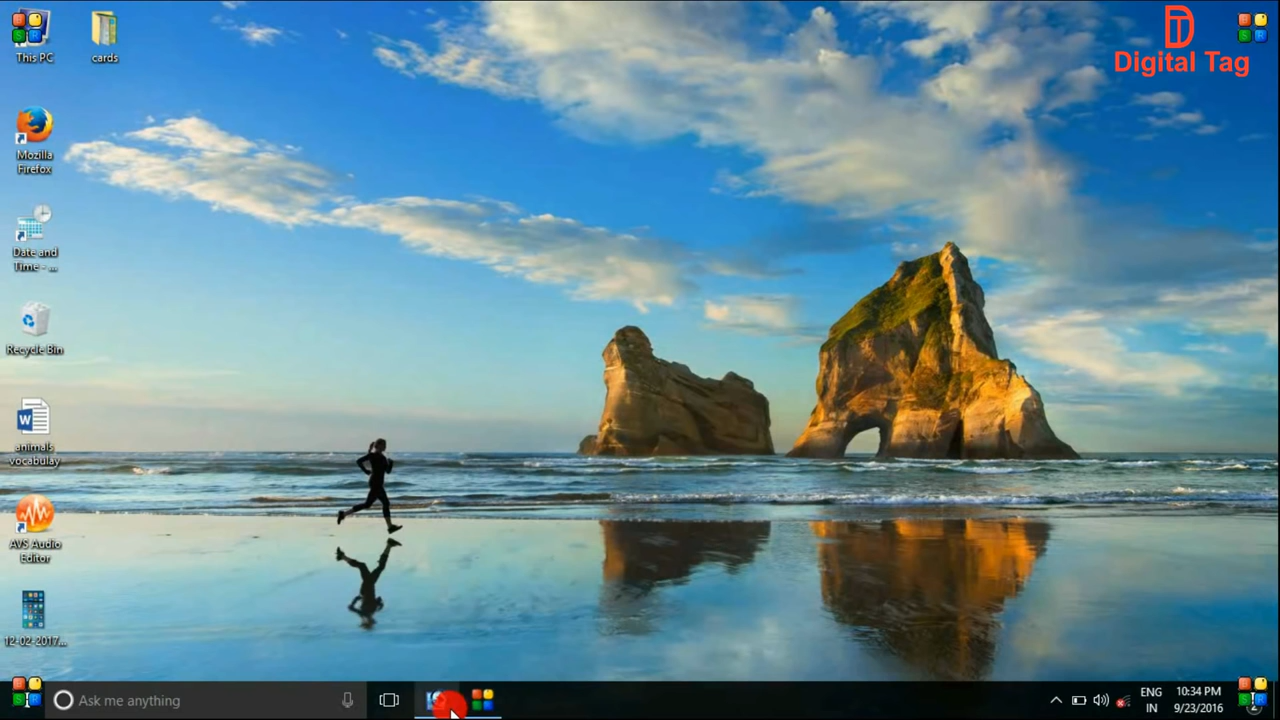 This PC
cards
Digital Tag
Mozilla
Firefox
Date and
Time - ...
Recycle Bin
W
animals
vocabulay
AVS Audio
Editor
12-02-2017...
Ask me anything
ENG
IN
10:34 PM
9/23/2016